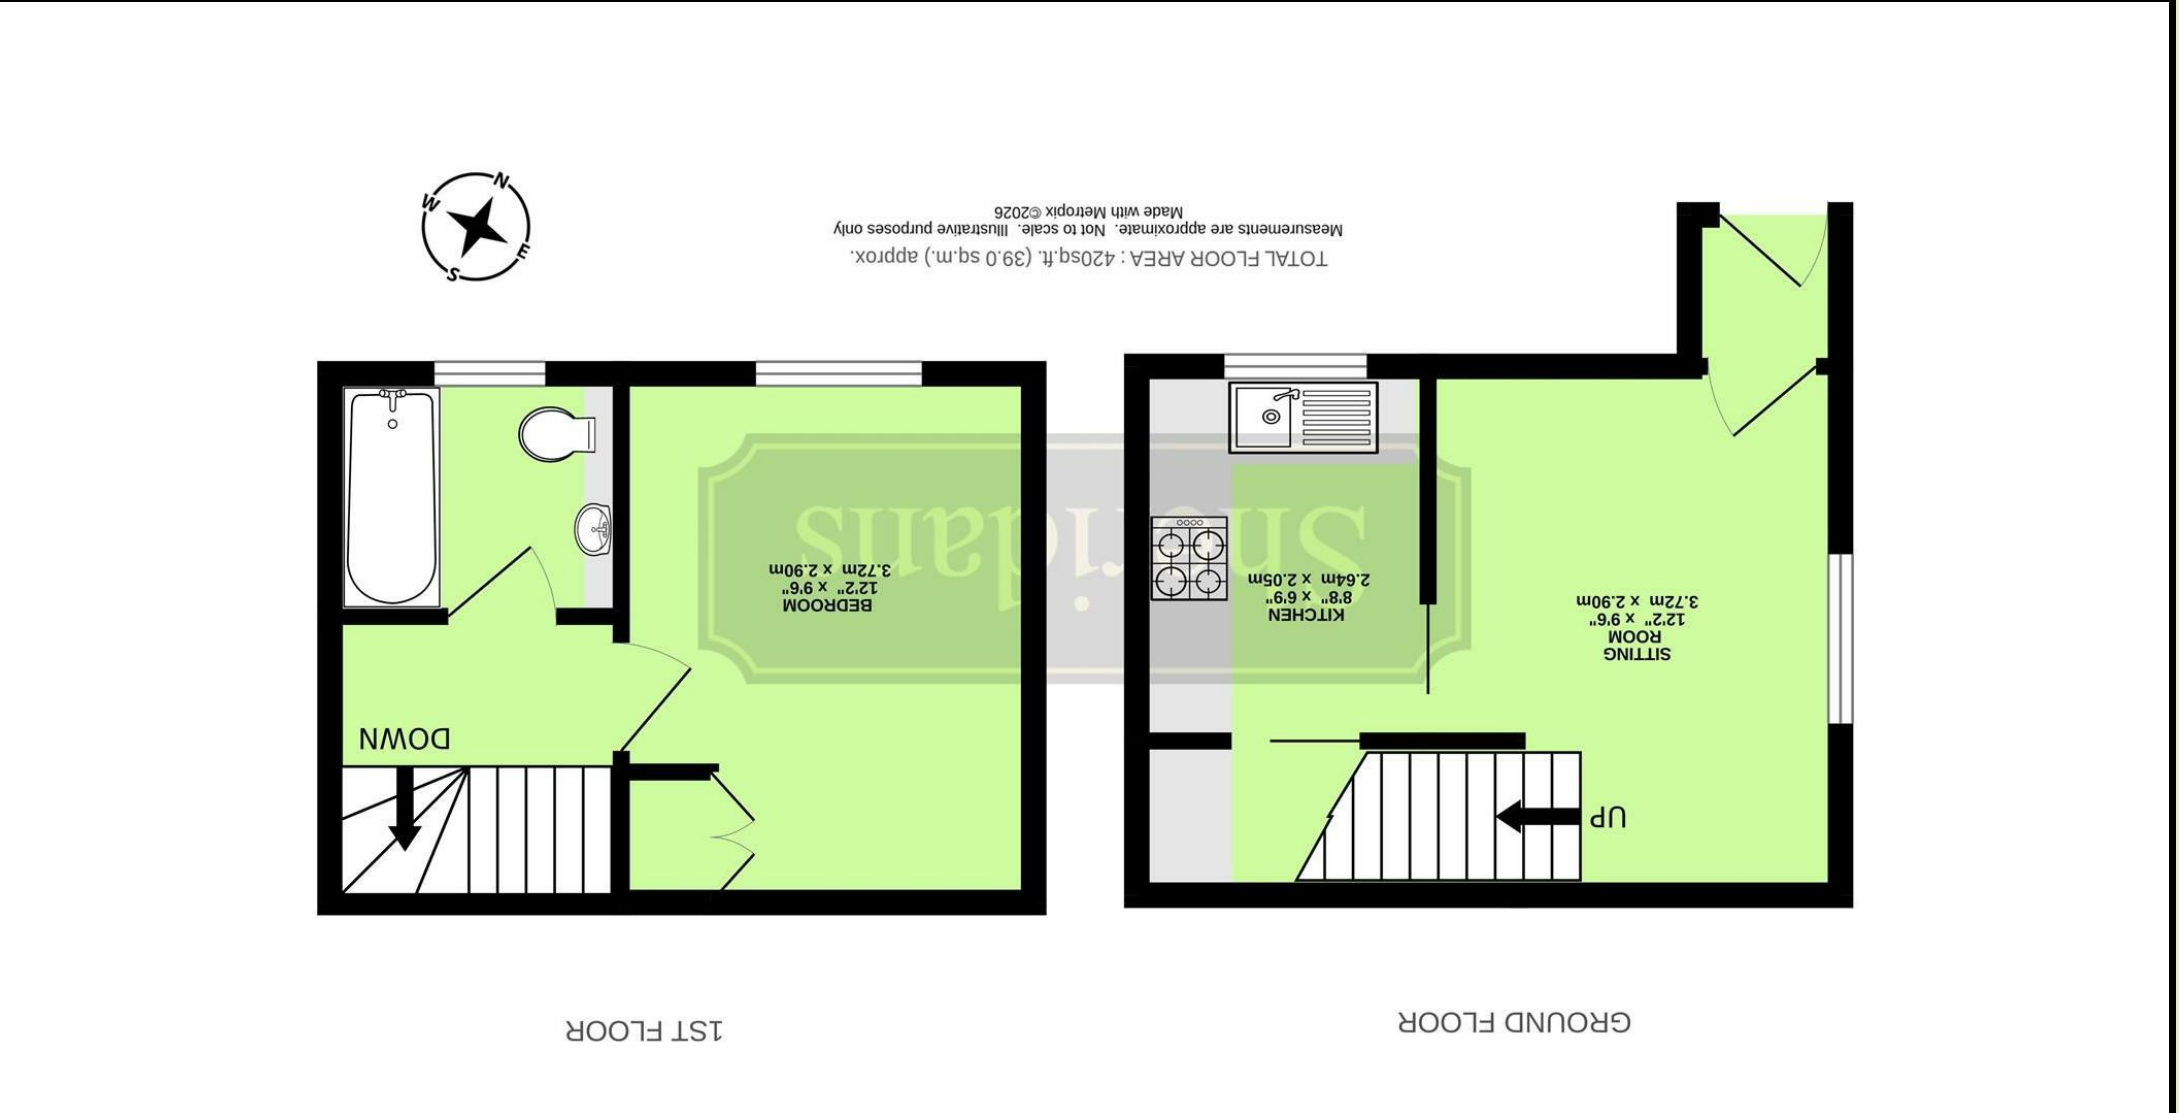 GROUND FLOOR
1ST FLOOR
UP
SITTING
ROOM
12'2" x 9'6"
3.72m x 2.90m
KITCHEN
8'8" x 6'9"
2.64m x 2.05m
DOWN
BEDROOM
12'2" x 9'6"
3.72m x 2.90m
Sheridans
TOTAL FLOOR AREA : 420sq.ft. (39.0 sq.m.) approx.
Measurements are approximate. Not to scale. Illustrative purposes only
Made with Metropix ©2026
N
E
S
W